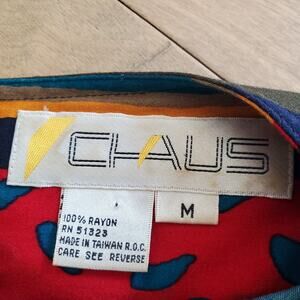 CHAUS
M
100% RAYON
RN 51323
MADE IN TAIWAN R.O.C.
CARE SEE REVERSE